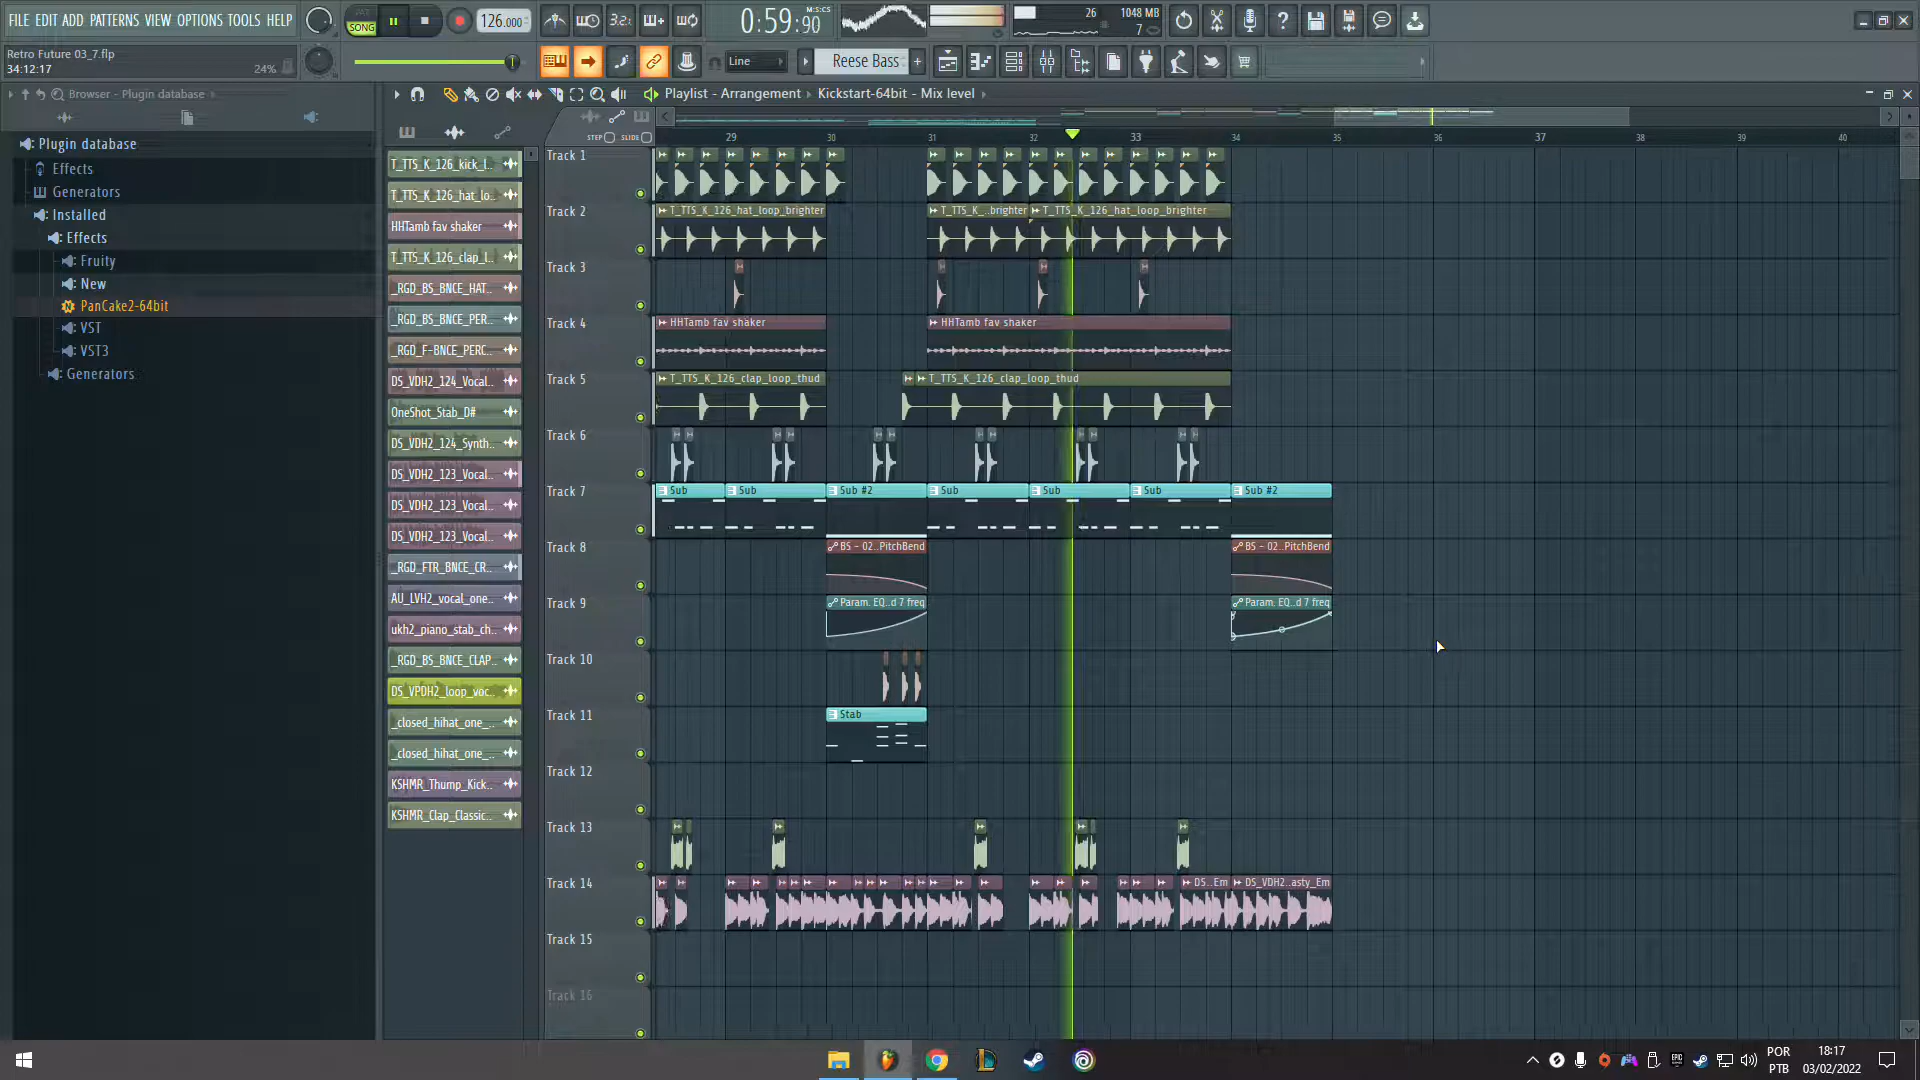 FILE EDIT ADD PATTERNS VIEW OPTIONS TOOLS HELP
PAT
SONG
126.000
3.2:
0:59:90
M:S:CS
26
1048 MB
7
Retro Future 03_7.flp
34:12:17
24%
Line
Reese Bass
Browser - Plugin database
Playlist - Arrangement
Kickstart-64bit - Mix level
STEP
SLIDE
Plugin database
Effects
Generators
Installed
Effects
Fruity
New
PanCake2-64bit
VST
VST3
Generators
T_TTS_K_126_kick_l..
T_TTS_K_126_hat_lo..
HHTamb fav shaker
T_TTS_K_126_clap_l..
_RGD_BS_BNCE_HAT..
_RGD_BS_BNCE_PER..
_RGD_F-BNCE_PERC..
DS_VDH2_124_Vocal..
OneShot_Stab_D#
DS_VDH2_124_Synth..
DS_VDH2_123_Vocal..
DS_VDH2_123_Vocal..
DS_VDH2_123_Vocal..
_RGD_FTR_BNCE_CR..
AU_LVH2_vocal_one..
ukh2_piano_stab_ch..
_RGD_BS_BNCE_CLAP..
DS_VPDH2_loop_voc..
_closed_hihat_one_..
_closed_hihat_one_..
KSHMR_Thump_Kick..
KSHMR_Clap_Classic..
29 30 31 32 33 34 35 36 37 38 39 40
Track 1
Track 2
T_TTS_K_126_hat_loop_brighter
T_TTS_K_..brighter
T_TTS_K_126_hat_loop_brighter
Track 3
Track 4
HHTamb fav shaker
HHTamb fav shaker
Track 5
T_TTS_K_126_clap_loop_thud
T_TTS_K_126_clap_loop_thud
Track 6
Track 7
Sub
Sub
Sub #2
Sub
Sub
Sub
Sub #2
Track 8
BS - 02..PitchBend
BS - 02..PitchBend
Track 9
Param. EQ..d 7 freq
Param. EQ..d 7 freq
Track 10
Track 11
Stab
Track 12
Track 13
Track 14
DS..Em
DS_VDH2..asty_Em
Track 15
Track 16
POR
PTB
18:17
03/02/2022